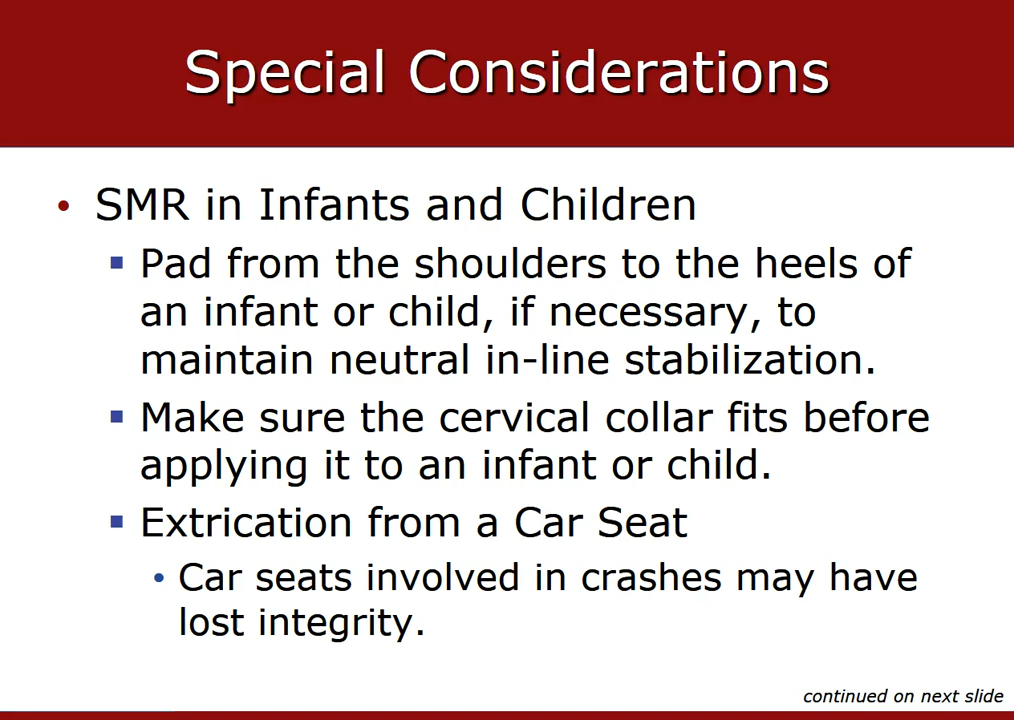 Special Considerations
• SMR in Infants and Children
▪ Pad from the shoulders to the heels of
an infant or child, if necessary, to
maintain neutral in-line stabilization.
▪ Make sure the cervical collar fits before
applying it to an infant or child.
▪ Extrication from a Car Seat
• Car seats involved in crashes may have
lost integrity.
continued on next slide